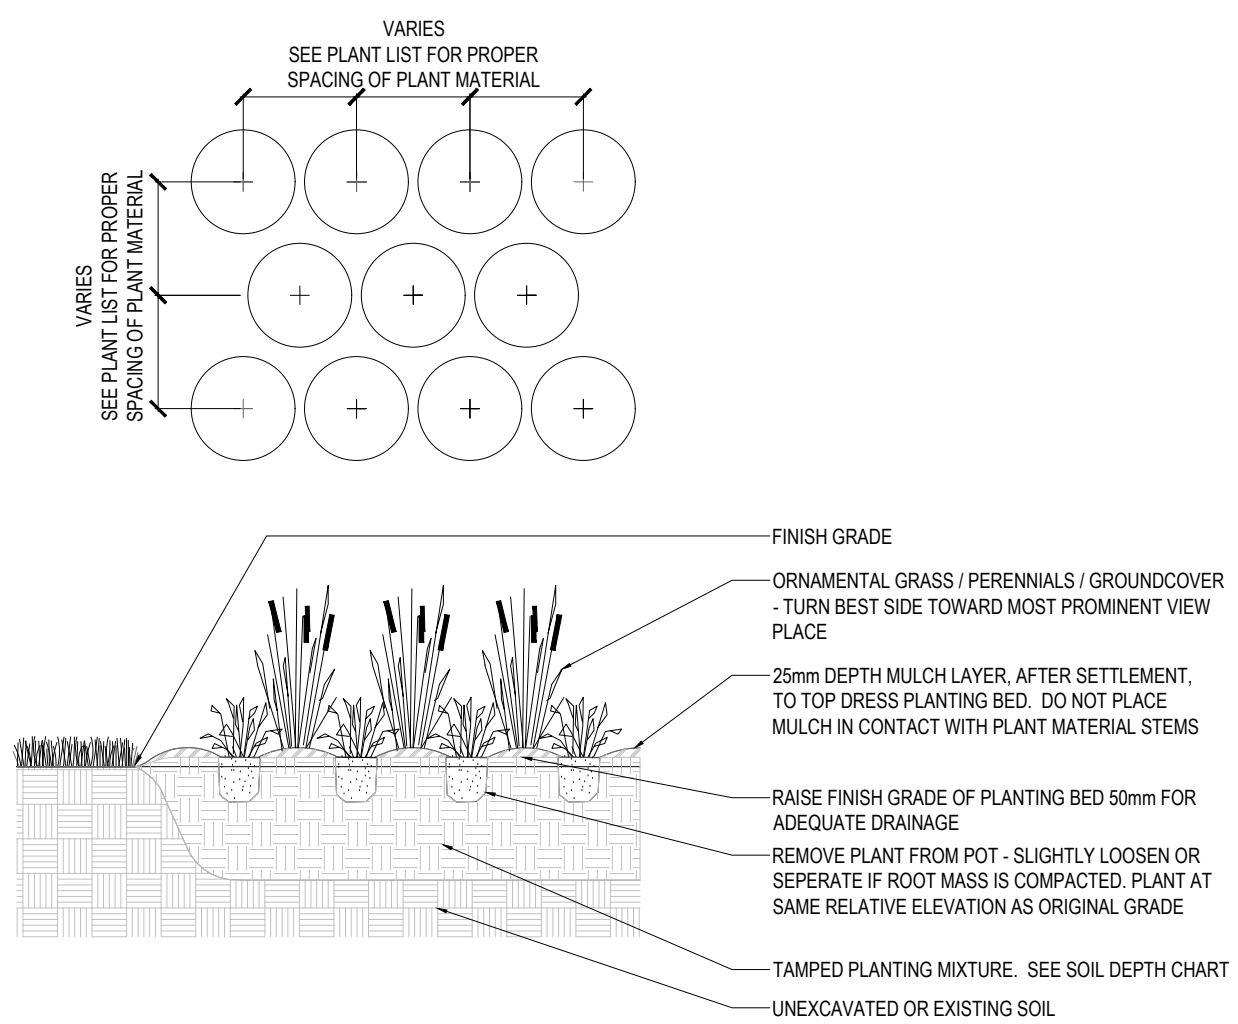 VARIES
SEE PLANT LIST FOR PROPER
SPACING OF PLANT MATERIAL
VARIES
SEE PLANT LIST FOR PROPER
SPACING OF PLANT MATERIAL
FINISH GRADE
ORNAMENTAL GRASS / PERENNIALS / GROUNDCOVER
- TURN BEST SIDE TOWARD MOST PROMINENT VIEW
PLACE
25mm DEPTH MULCH LAYER, AFTER SETTLEMENT,
TO TOP DRESS PLANTING BED. DO NOT PLACE
MULCH IN CONTACT WITH PLANT MATERIAL STEMS
RAISE FINISH GRADE OF PLANTING BED 50mm FOR
ADEQUATE DRAINAGE
REMOVE PLANT FROM POT - SLIGHTLY LOOSEN OR
SEPERATE IF ROOT MASS IS COMPACTED. PLANT AT
SAME RELATIVE ELEVATION AS ORIGINAL GRADE
TAMPED PLANTING MIXTURE. SEE SOIL DEPTH CHART
UNEXCAVATED OR EXISTING SOIL